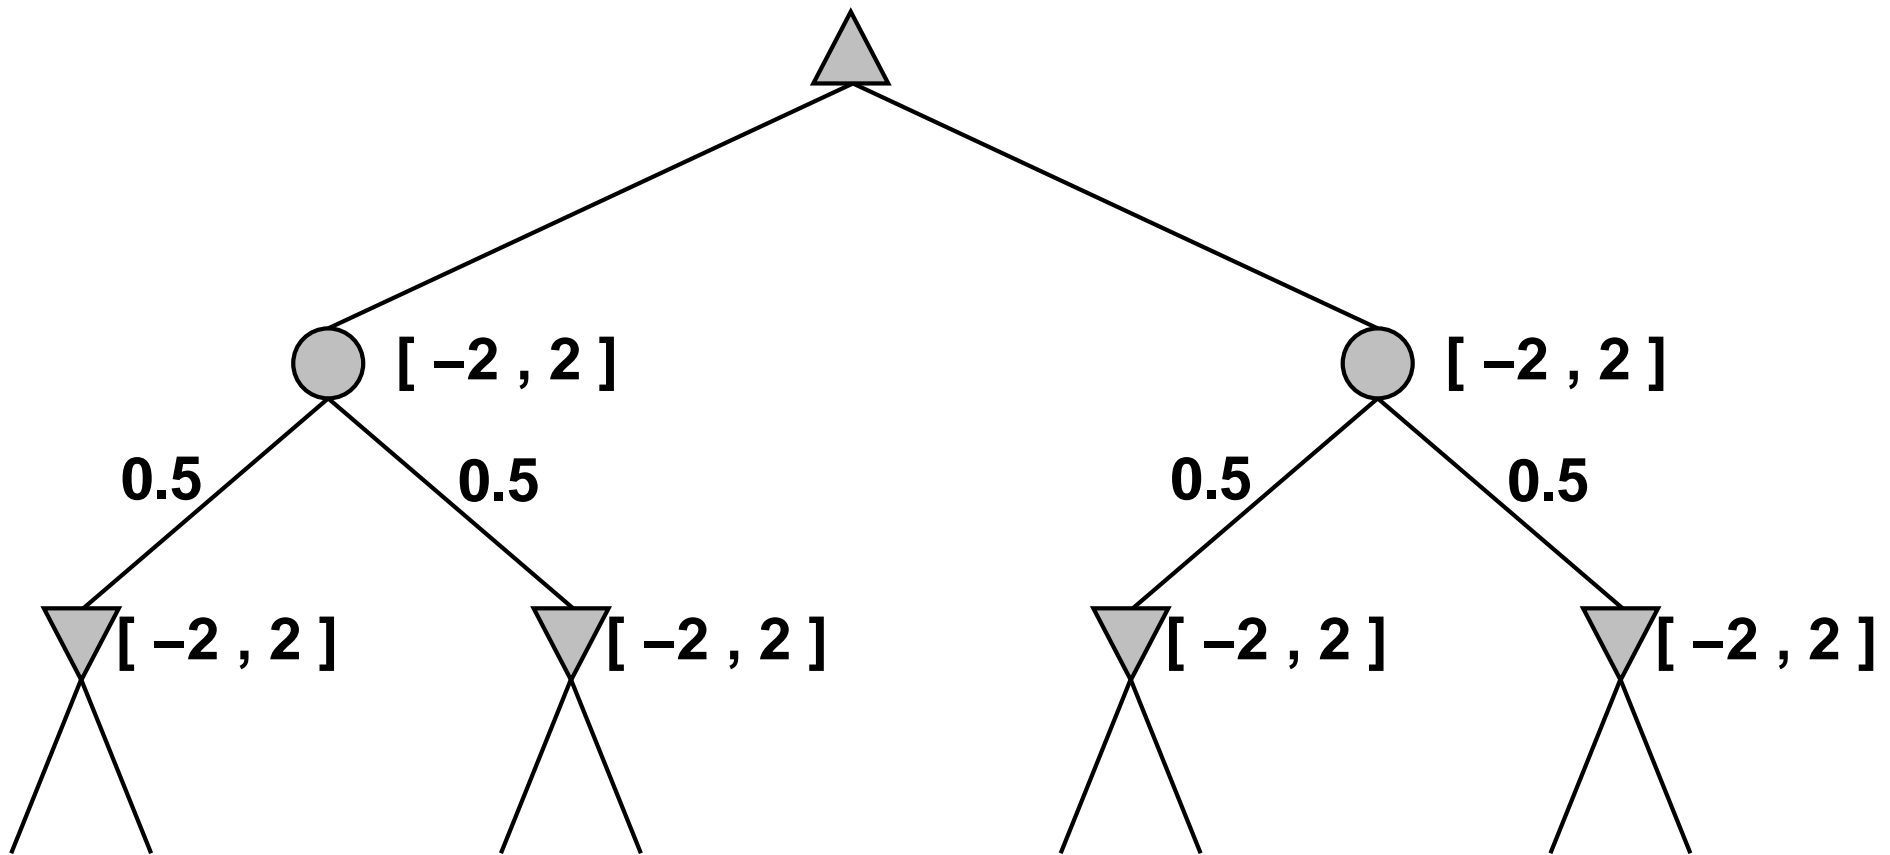 [ –2 , 2 ] [ –2 , 2 ]
0.5 0.5 0.5 0.5
[ –2 , 2 ] [ –2 , 2 ] [ –2 , 2 ] [ –2 , 2 ]